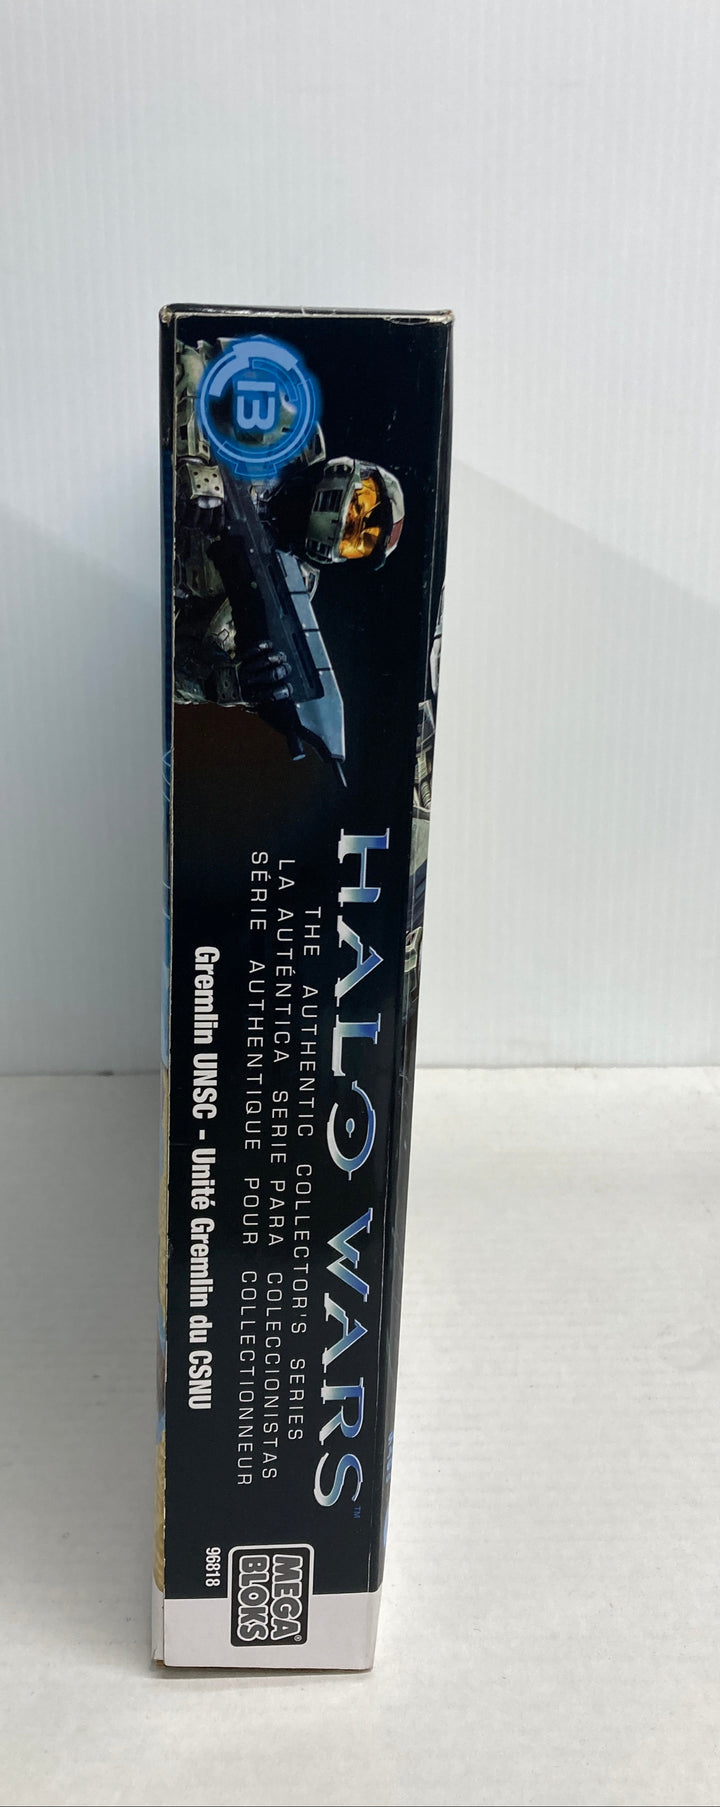 13
HALO WARS™
THE AUTHENTIC COLLECTOR'S SERIES
LA AUTÉNTICA SERIE PARA COLECCIONISTAS
SÉRIE AUTHENTIQUE POUR COLLECTIONNEUR
Gremlin UNSC - Unité Gremlin du CSNU
96818
MEGA
BLOKS®